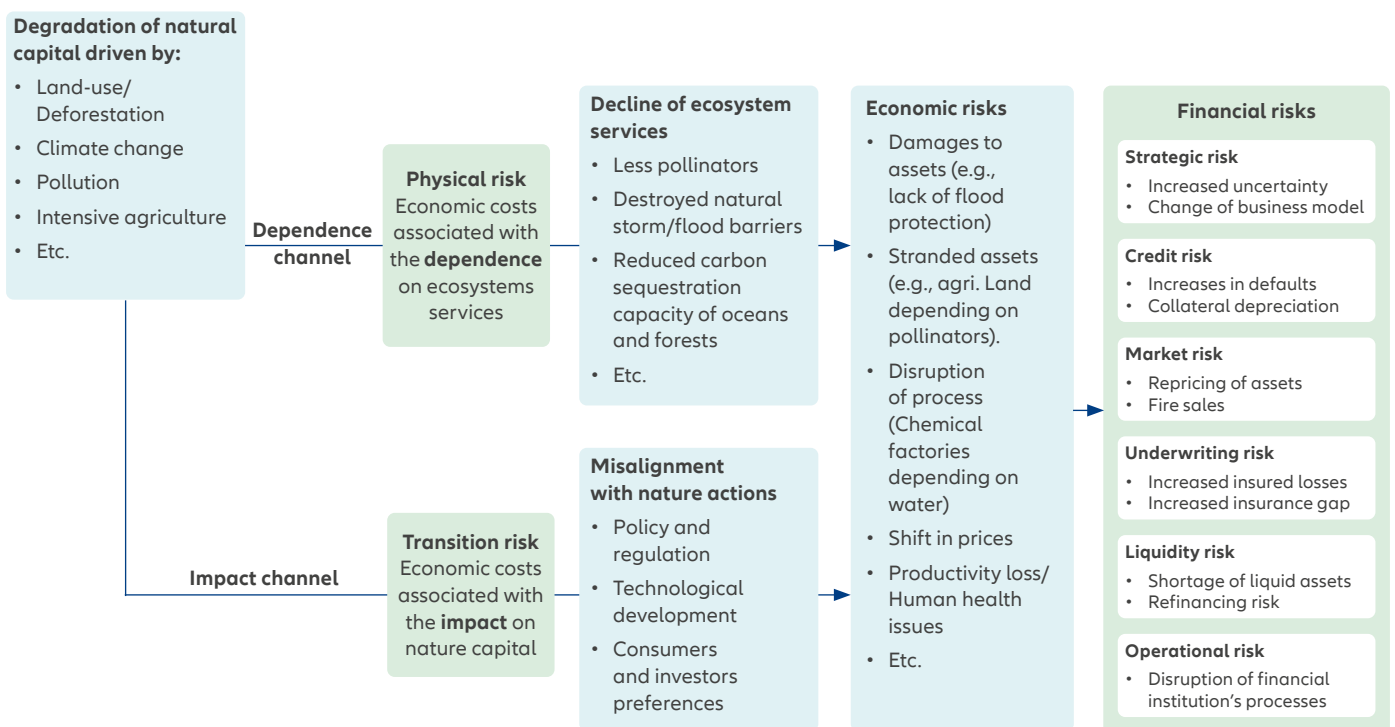 Degradation of natural
capital driven by:
• Land-use/
Deforestation
• Climate change
• Pollution
• Intensive agriculture
• Etc.
Dependence
channel
Impact channel
Physical risk
Economic costs
associated with
the dependence
on ecosystems
services
Transition risk
Economic costs
associated with
the impact on
nature capital
Decline of ecosystem
services
• Less pollinators
• Destroyed natural
storm/flood barriers
• Reduced carbon
sequestration
capacity of oceans
and forests
• Etc.
Misalignment
with nature actions
• Policy and
regulation
• Technological
development
• Consumers
and investors
preferences
Economic risks
• Damages to
assets (e.g.,
lack of flood
protection)
• Stranded assets
(e.g., agri. Land
depending on
pollinators).
• Disruption
of process
(Chemical
factories
depending on
water)
• Shift in prices
• Productivity loss/
Human health
issues
• Etc.
Financial risks
Strategic risk
• Increased uncertainty
• Change of business model
Credit risk
• Increases in defaults
• Collateral depreciation
Market risk
• Repricing of assets
• Fire sales
Underwriting risk
• Increased insured losses
• Increased insurance gap
Liquidity risk
• Shortage of liquid assets
• Refinancing risk
Operational risk
• Disruption of financial
institution's processes